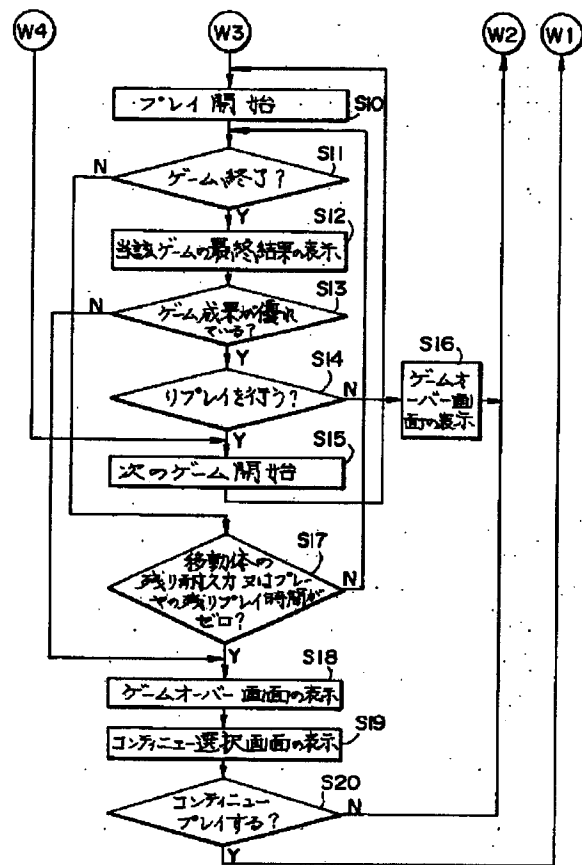 W4
W3
W2
W1
プレイ開始
S10
S11
N
ゲーム終了?
Y
S12
当該ゲームの最終結果の表示
S13
N
ゲーム成果が優れ
ている?
Y
S14
リプレイを行う?
N
S16
ゲームオ
ーバー画
面の表示
Y
S15
次のゲーム開始
S17
移動体の
残り耐久力又はプレー
ヤの残りプレイ時間が
ゼロ?
N
Y
S18
ゲームオーバー画面の表示
S19
コンティニュー選択画面の表示
S20
コンティニュー
プレイする?
N
Y